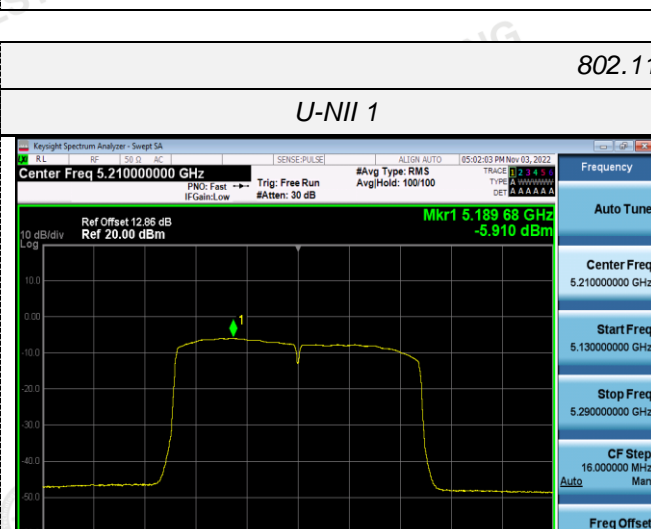 802.11
U-NII 1
Keysight Spectrum Analyzer - Swept SA
LXI RL RF 50 Ω AC SENSE:PULSE ALIGN AUTO 05:02:03 PM Nov 03, 2022
Center Freq 5.210000000 GHz
PNO: Fast
IFGain:Low
Trig: Free Run
#Atten: 30 dB
#Avg Type: RMS
Avg|Hold: 100/100
TRACE 1 2 3 4 5 6
TYPE A WWWWW
DET A A A A A A
Frequency
Auto Tune
Mkr1 5.189 68 GHz
-5.910 dBm
Ref Offset 12.86 dB
10 dB/div Ref 20.00 dBm
Log
10.0
0.00
-10.0
-20.0
-30.0
-40.0
-50.0
1
Center Freq
5.210000000 GHz
Start Freq
5.130000000 GHz
Stop Freq
5.290000000 GHz
CF Step
16.000000 MHz
Auto Man
Freq Offset